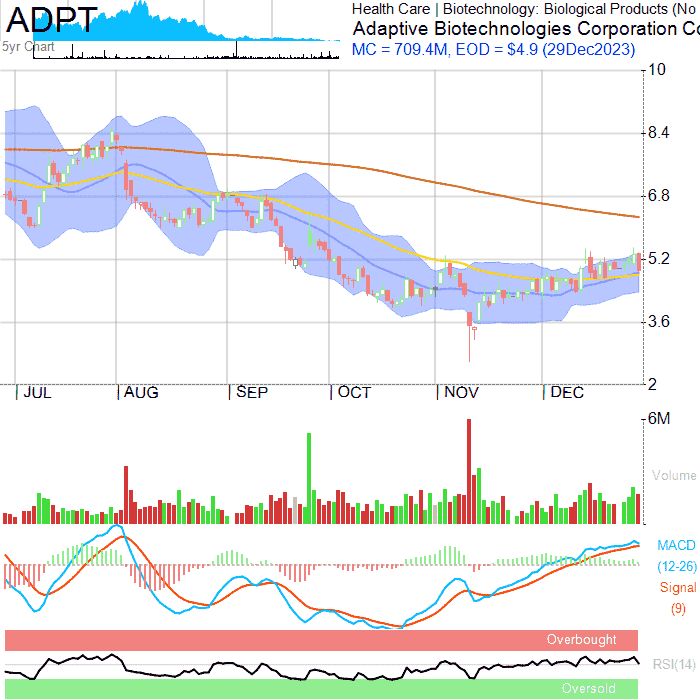 ADPT
5yr Chart
Health Care | Biotechnology: Biological Products (No
Adaptive Biotechnologies Corporation Co
MC = 709.4M, EOD = $4.9 (29Dec2023)
10
8.4
6.8
5.2
3.6
2
JUL AUG SEP OCT NOV DEC
6M
Volume
MACD
(12-26)
Signal
(9)
Overbought
RSI(14)
Oversold